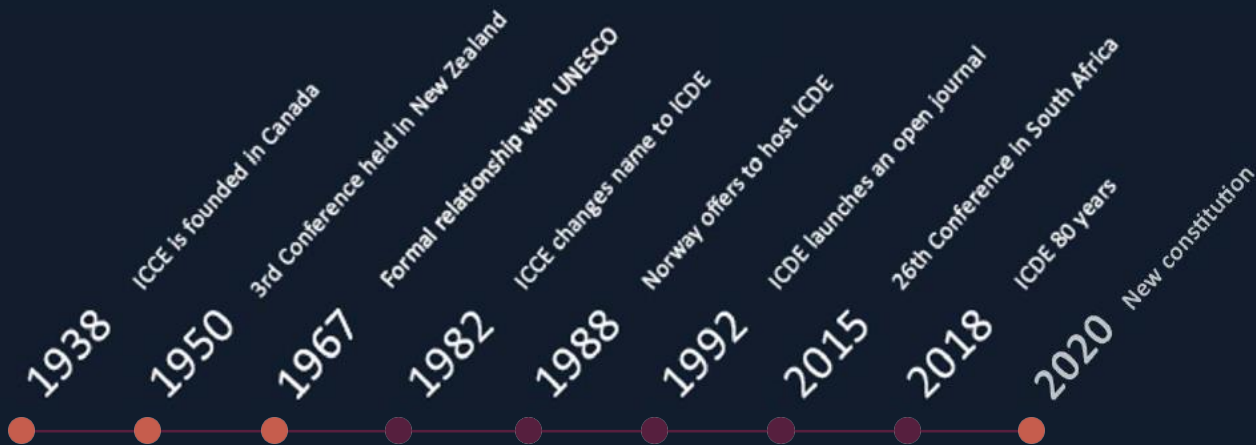 1938 ICCE is founded in Canada
1950 3rd Conference held in New Zealand
1967 Formal relationship with UNESCO
1982 ICCE changes name to ICDE
1988 Norway offers to host ICDE
1992 ICDE launches an open journal
2015 26th Conference in South Africa
2018 ICDE 80 years
2020 New constitution